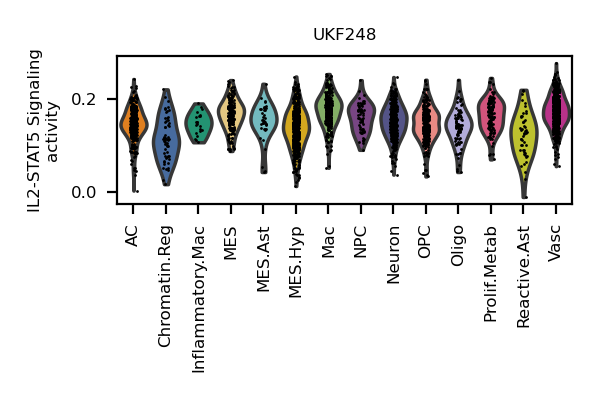 UKF248
IL2-STAT5 Signaling
activity
0.2
0.0
AC
Chromatin.Reg
Inflammatory.Mac
MES
MES.Ast
MES.Hyp
Mac
NPC
Neuron
OPC
Oligo
Prolif.Metab
Reactive.Ast
Vasc